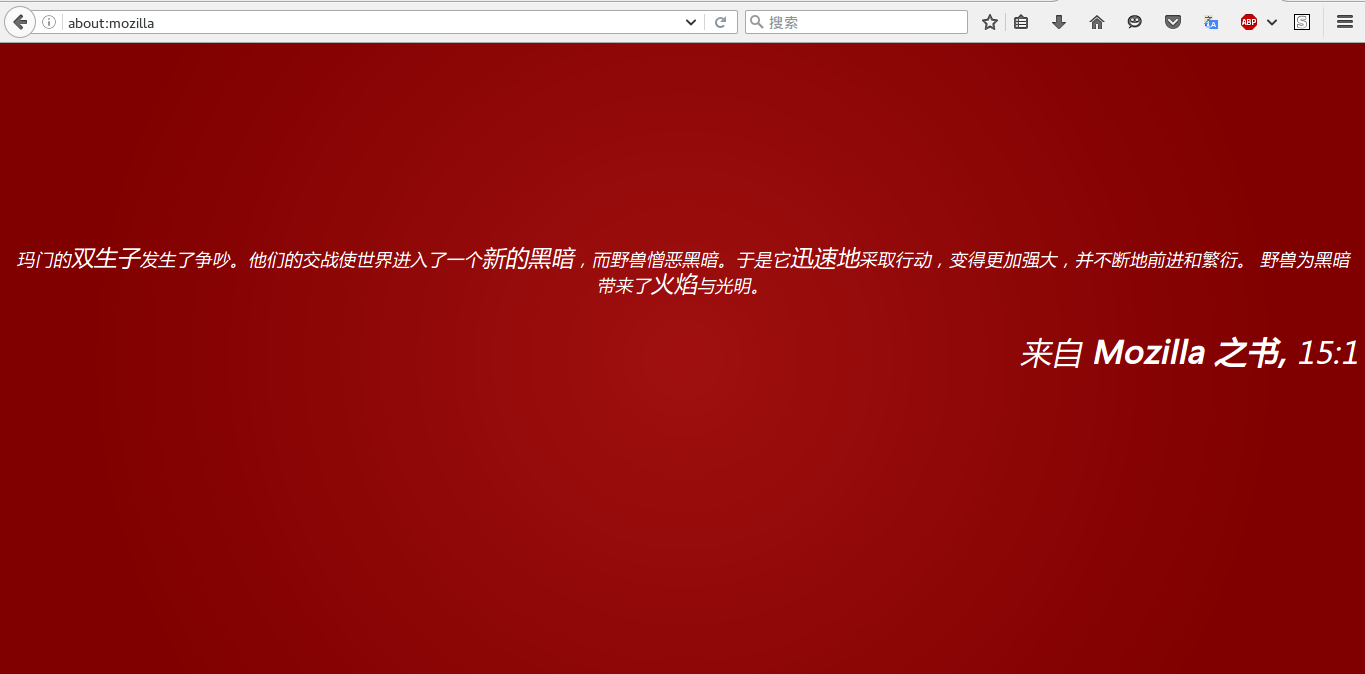 about:mozilla
搜索
ABP
S
玛门的双生子发生了争吵。他们的交战使世界进入了一个新的黑暗，而野兽憎恶黑暗。于是它迅速地采取行动，变得更加强大，并不断地前进和繁衍。 野兽为黑暗
带来了火焰与光明。
来自 Mozilla 之书, 15:1